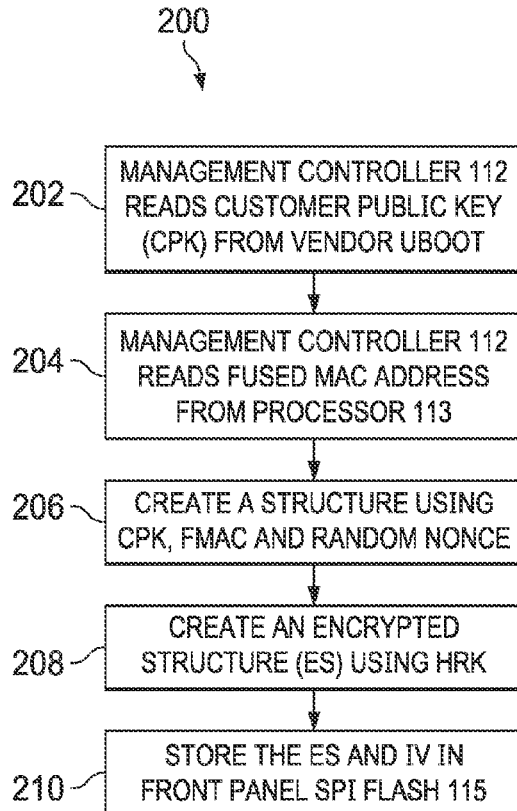 200
202
MANAGEMENT CONTROLLER 112
READS CUSTOMER PUBLIC KEY
(CPK) FROM VENDOR UBOOT
204
MANAGEMENT CONTROLLER 112
READS FUSED MAC ADDRESS
FROM PROCESSOR 113
206
CREATE A STRUCTURE USING
CPK, FMAC AND RANDOM NONCE
208
CREATE AN ENCRYPTED
STRUCTURE (ES) USING HRK
210
STORE THE ES AND IV IN
FRONT PANEL SPI FLASH 115